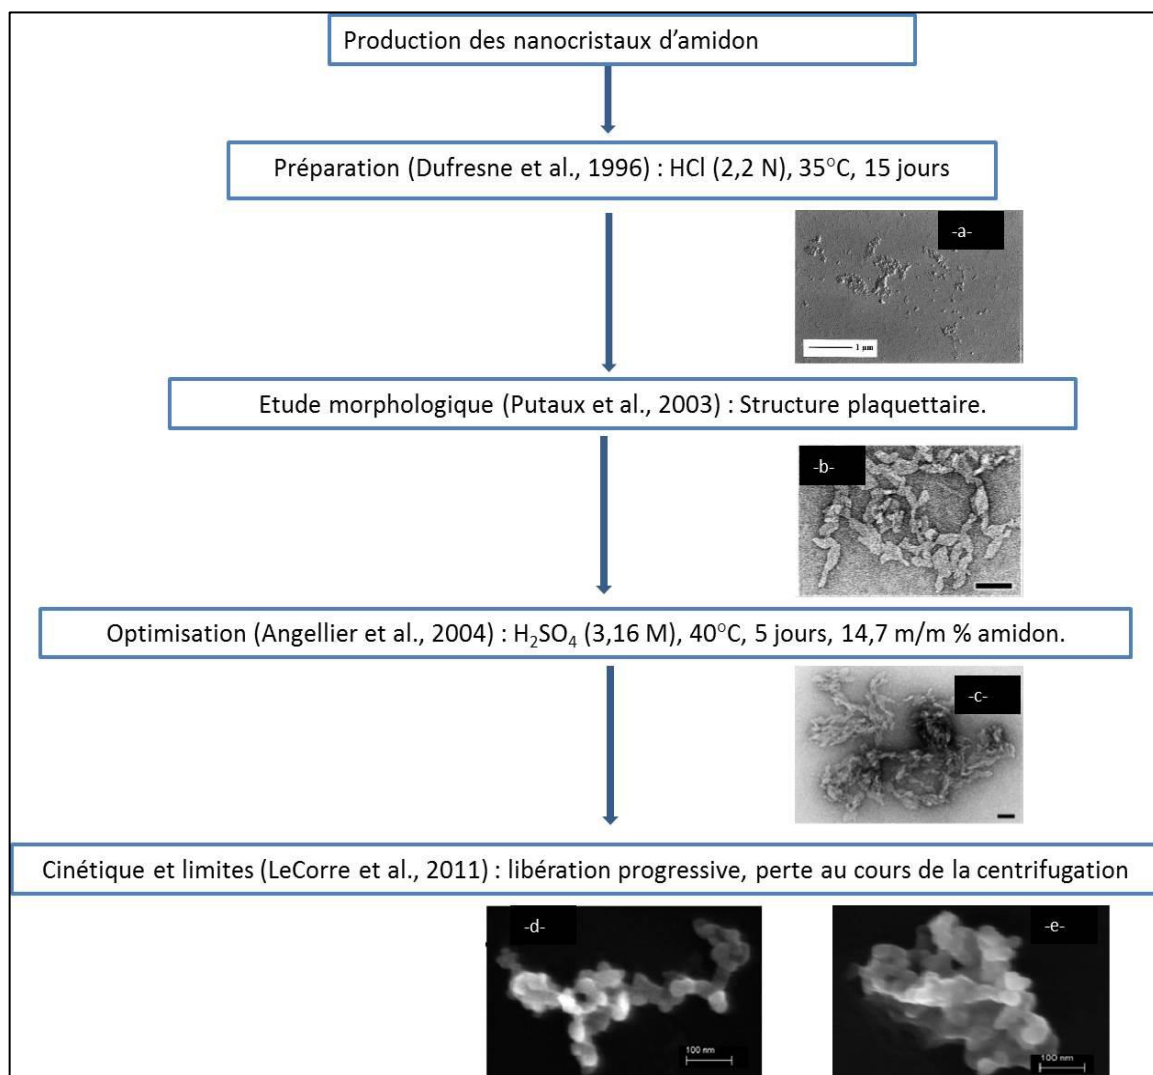 Production des nanocristaux d’amidon
Préparation (Dufresne et al., 1996) : HCl (2,2 N), 35°C, 15 jours
-a-
1 µm
Etude morphologique (Putaux et al., 2003) : Structure plaquettaire.
-b-
Optimisation (Angellier et al., 2004) : H₂SO₄ (3,16 M), 40°C, 5 jours, 14,7 m/m % amidon.
-c-
Cinétique et limites (LeCorre et al., 2011) : libération progressive, perte au cours de la centrifugation
-d-
100 nm
-e-
100 nm